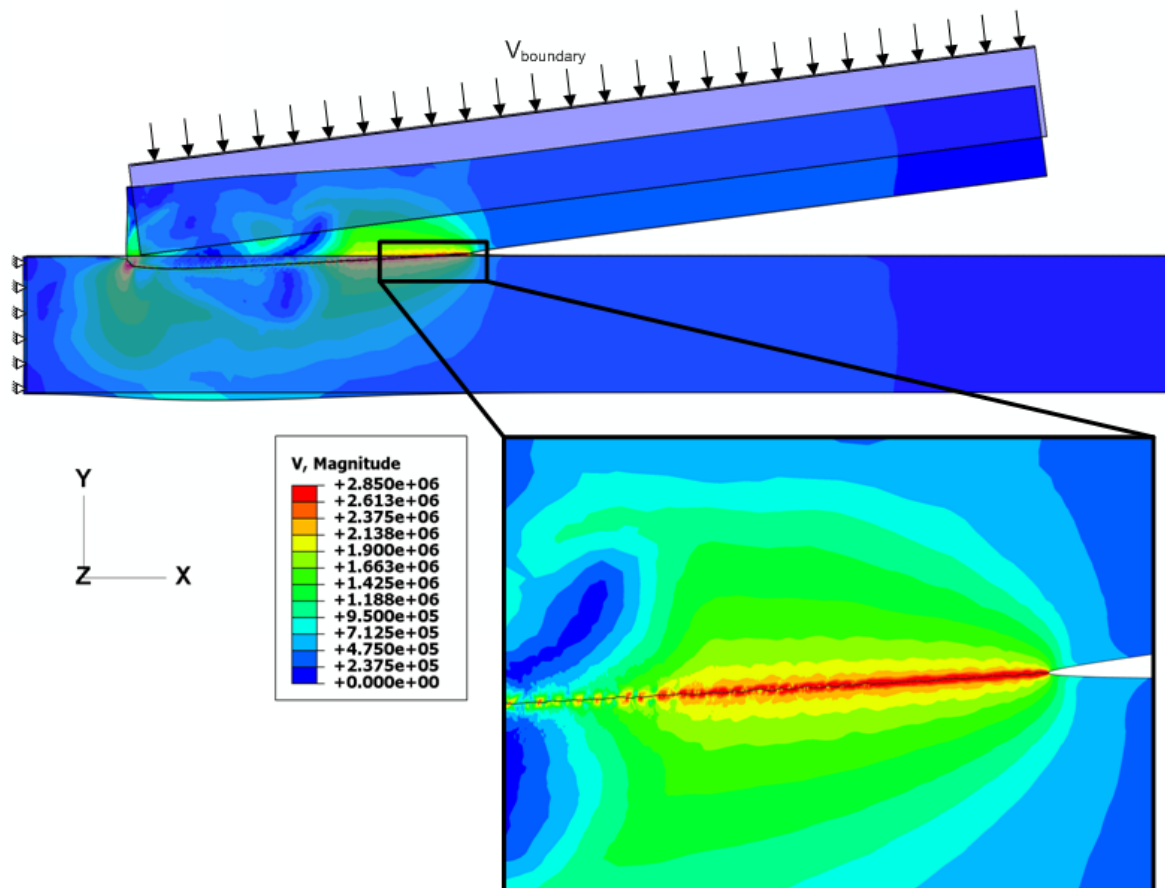 Vboundary
V, Magnitude
+2.850e+06
+2.613e+06
+2.375e+06
+2.138e+06
+1.900e+06
+1.663e+06
+1.425e+06
+1.188e+06
+9.500e+05
+7.125e+05
+4.750e+05
+2.375e+05
+0.000e+00
Y
Z X